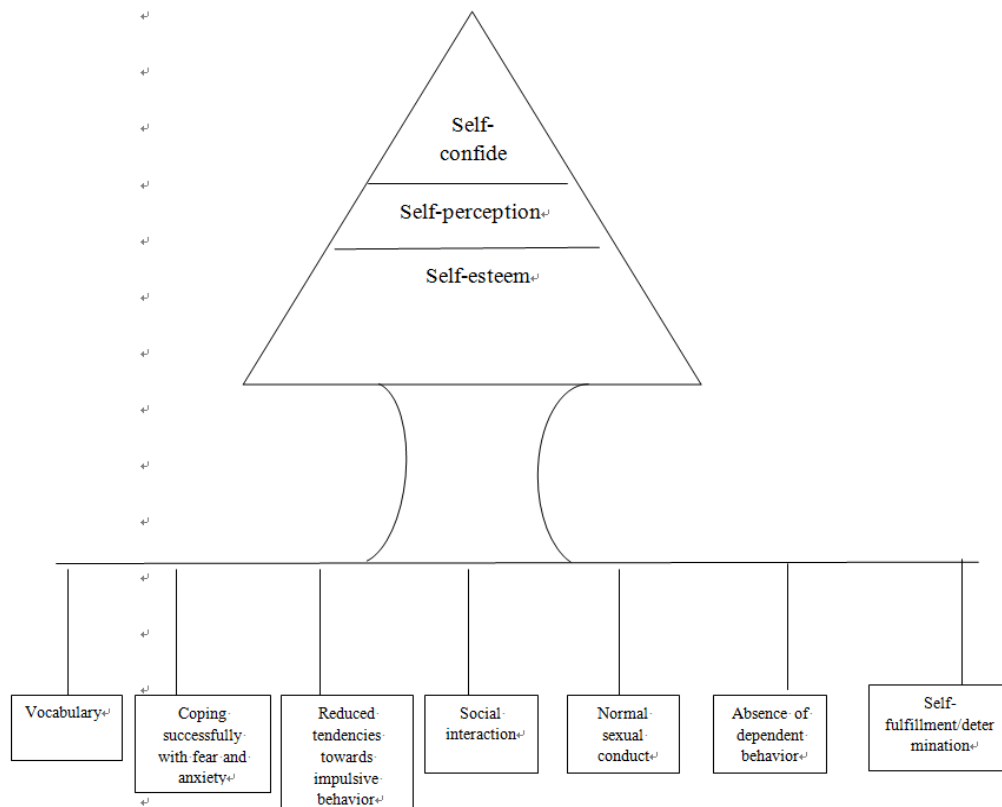 Self-
confide
Self-perception
Self-esteem
Vocabulary
Coping
successfully
with fear and
anxiety
Reduced
tendencies
towards
impulsive
behavior
Social
interaction
Normal
sexual
conduct
Absence of
dependent
behavior
Self-
fulfillment/deter
mination